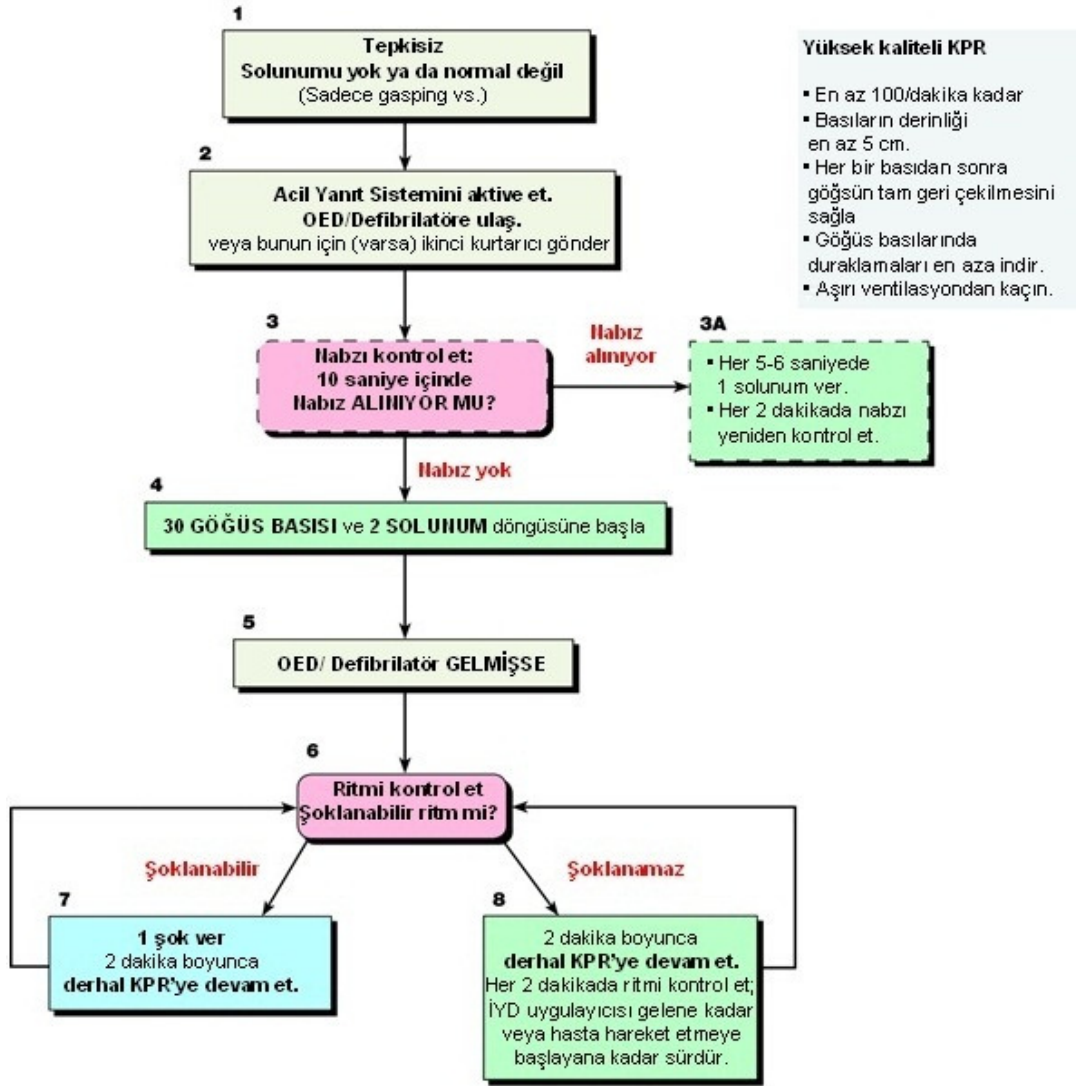 1
Tepkisiz
Solunumu yok ya da normal değil
(Sadece gasping vs.)
Yüksek kaliteli KPR
▪ En az 100/dakika kadar
▪ Basıların derinliği
en az 5 cm.
▪ Her bir basıdan sonra
göğsün tam geri çekilmesini
sağla
▪ Göğüs basılarında
duraklamaları en aza indir.
▪ Aşırı ventilasyondan kaçın.
2
Acil Yanıt Sistemini aktive et.
OED/Defibrilatöre ulaş.
veya bunun için (varsa) ikinci kurtarıcı gönder
3
Nabzı kontrol et:
10 saniye içinde
Nabız ALINIYOR MU?
Nabız
alınıyor
3A
▪ Her 5-6 saniyede
1 solunum ver.
▪ Her 2 dakikada nabzı
yeniden kontrol et.
Nabız yok
4
30 GÖĞÜS BASISI ve 2 SOLUNUM döngüsüne başla
5
OED/ Defibrilatör GELMİŞSE
6
Ritmi kontrol et
Şoklanabilir ritm mi?
Şoklanabilir
Şoklanamaz
7
1 şok ver
2 dakika boyunca
derhal KPR'ye devam et.
8
2 dakika boyunca
derhal KPR'ye devam et.
Her 2 dakikada ritmi kontrol et;
İYD uygulayıcısı gelene kadar
veya hasta hareket etmeye
başlayana kadar sürdür.